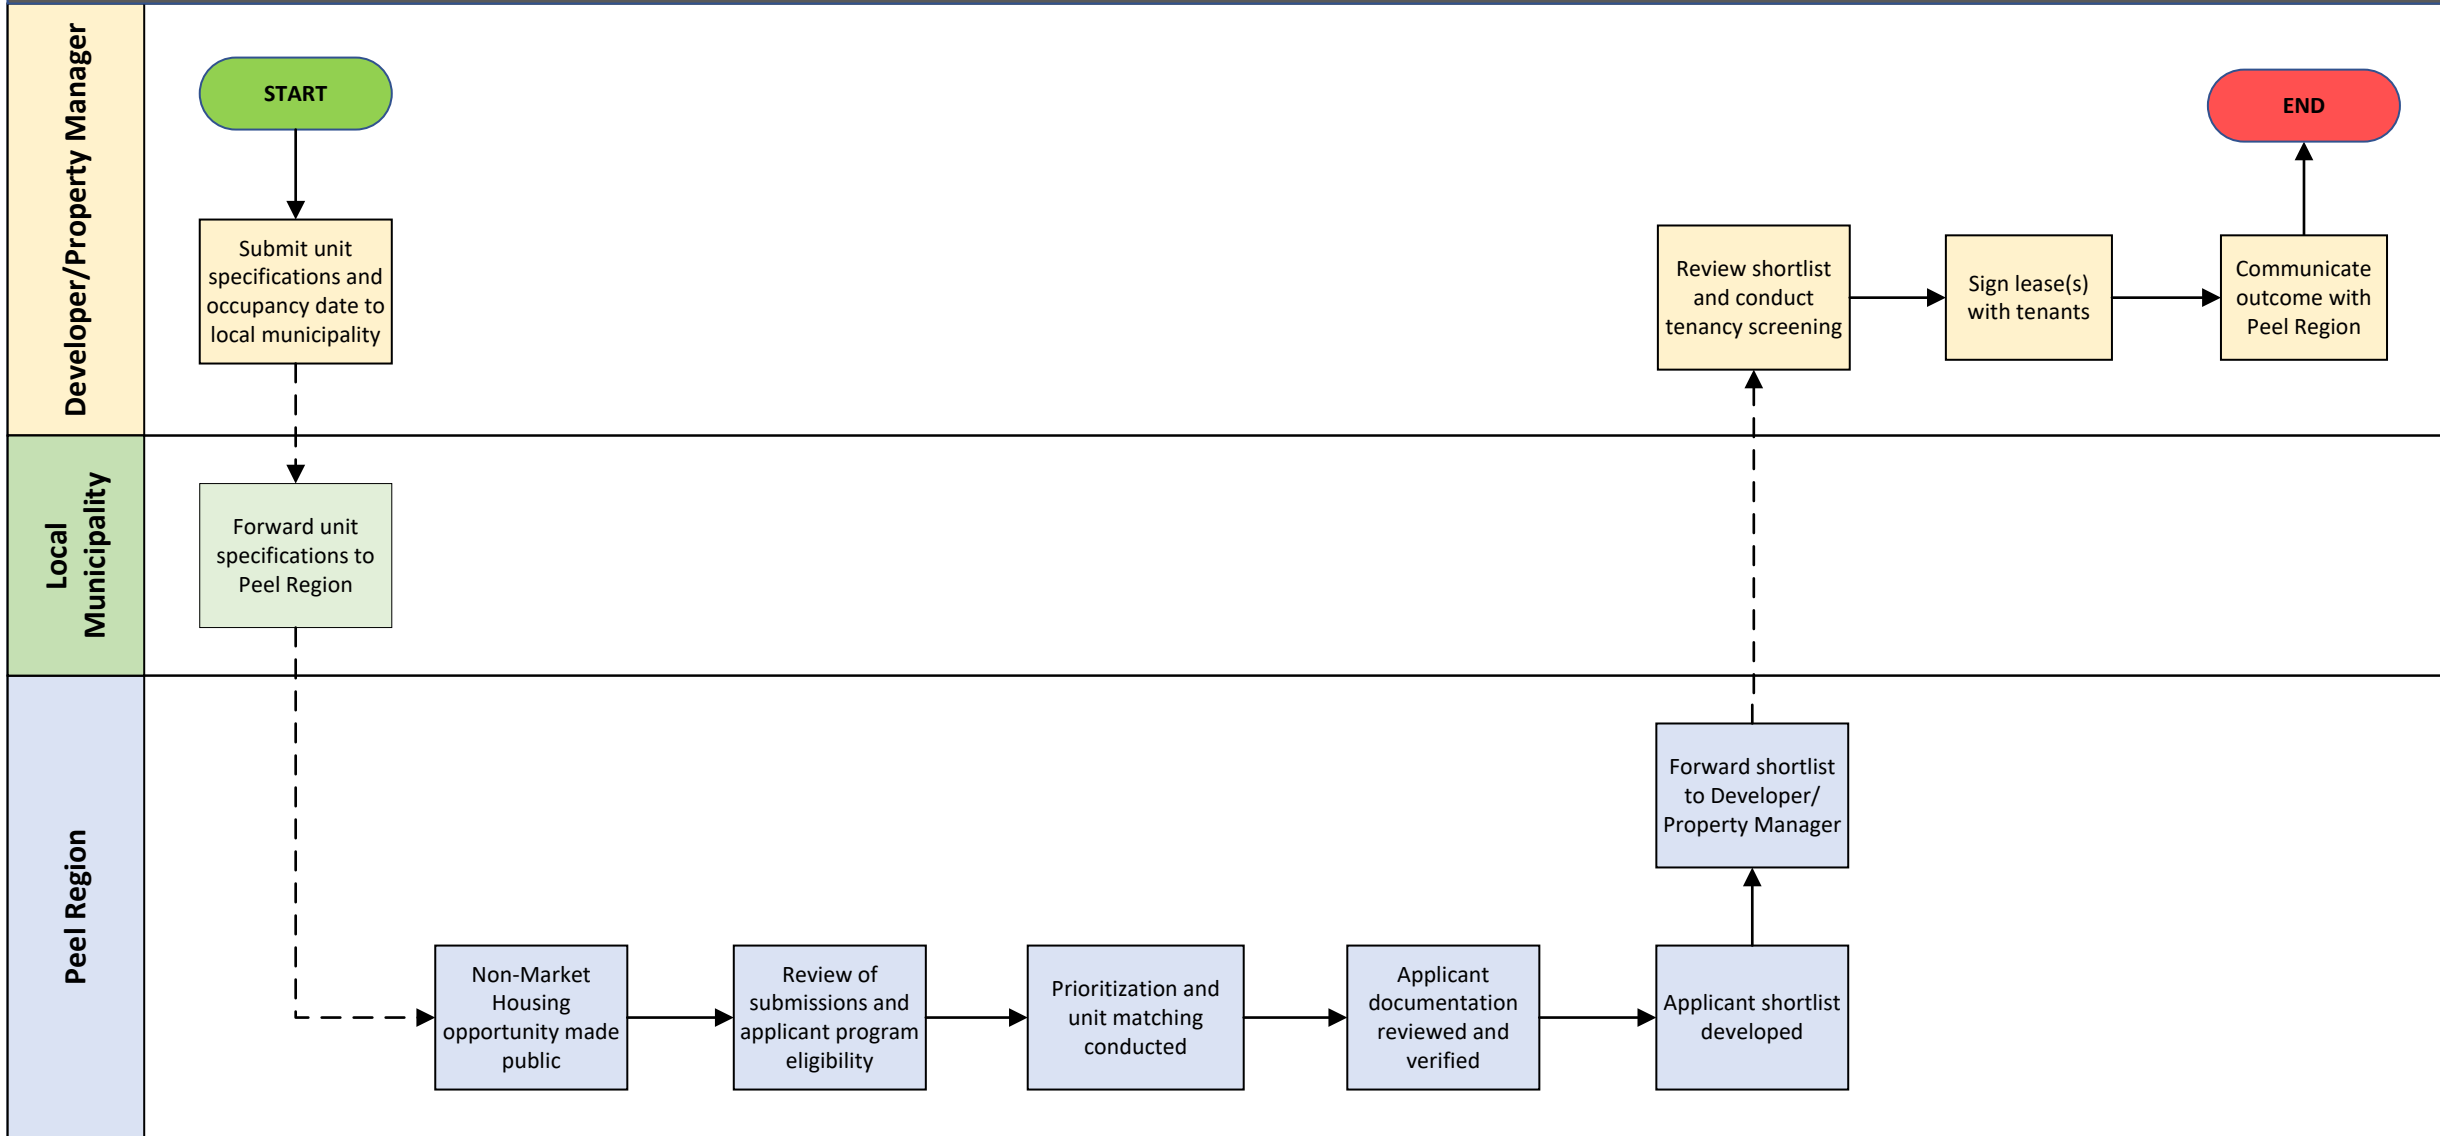 Developer/Property Manager
START
END
Submit unit
specifications and
occupancy date to
local municipality
Review shortlist
and conduct
tenancy screening
Sign lease(s)
with tenants
Communicate
outcome with
Peel Region
Local
Municipality
Forward unit
specifications to
Peel Region
Peel Region
Forward shortlist
to Developer/
Property Manager
Non-Market
Housing
opportunity made
public
Review of
submissions and
applicant program
eligibility
Prioritization and
unit matching
conducted
Applicant
documentation
reviewed and
verified
Applicant shortlist
developed